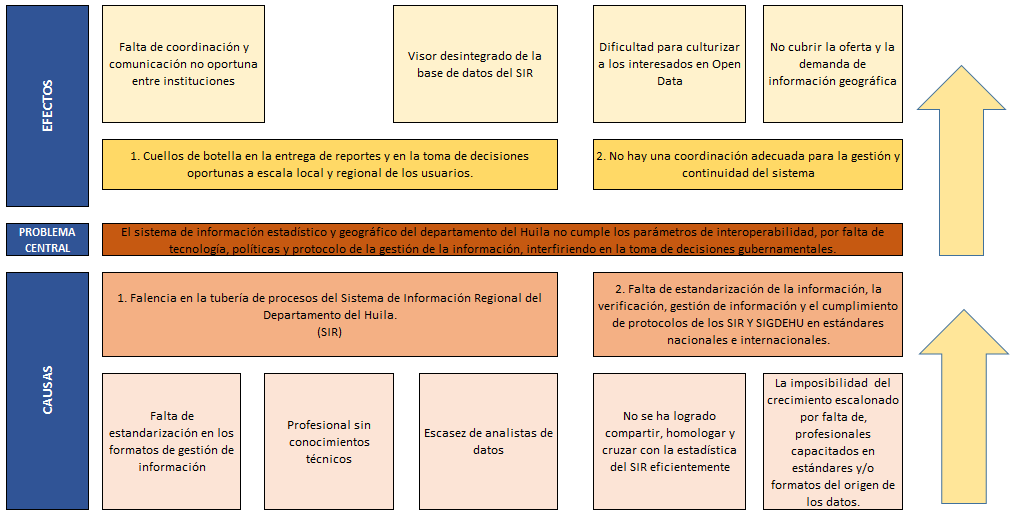 EFECTOS
Falta de coordinación y
comunicación no oportuna
entre instituciones
Visor desintegrado de la
base de datos del SIR
Dificultad para culturizar
a los interesados en Open
Data
No cubrir la oferta y la
demanda de
información geográfica
1. Cuellos de botella en la entrega de reportes y en la toma de decisiones
oportunas a escala local y regional de los usuarios.
2. No hay una coordinación adecuada para la gestión y
continuidad del sistema
PROBLEMA
CENTRAL
El sistema de información estadístico y geográfico del departamento del Huila no cumple los parámetros de interoperabilidad, por falta de
tecnología, políticas y protocolo de la gestión de la información, interfiriendo en la toma de decisiones gubernamentales.
CAUSAS
1. Falencia en la tubería de procesos del Sistema de Información Regional del
Departamento del Huila.
(SIR)
2. Falta de estandarización de la información, la
verificación, gestión de información y el cumplimiento
de protocolos de los SIR Y SIGDEHU en estándares
nacionales e internacionales.
Falta de
estandarización en los
formatos de gestión de
información
Profesional sin
conocimientos
técnicos
Escasez de analistas de
datos
No se ha logrado
compartir, homologar y
cruzar con la estadística
del SIR eficientemente
La imposibilidad del
crecimiento escalonado
por falta de,
profesionales
capacitados en
estándares y/o
formatos del origen de
los datos.